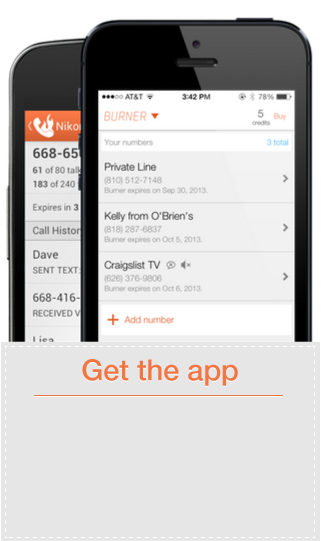 AT&T 3:42 PM 78%
BURNER 5 credits Buy
Your numbers 3 total
Private Line
(810) 512-7148
Burner expires on Sep 30, 2013.
Kelly from O'Brien's
(818) 287-6837
Burner expires on Oct 5, 2013.
Craigslist TV
(626) 376-9806
Burner expires on Oct 6, 2013.
+ Add number
Niko
668-65
61 of 80 talk
183 of 240
Expires in 3
Call Histor
Dave
SENT TEXT:
668-416-
RECEIVED V
Lisa
Get the app